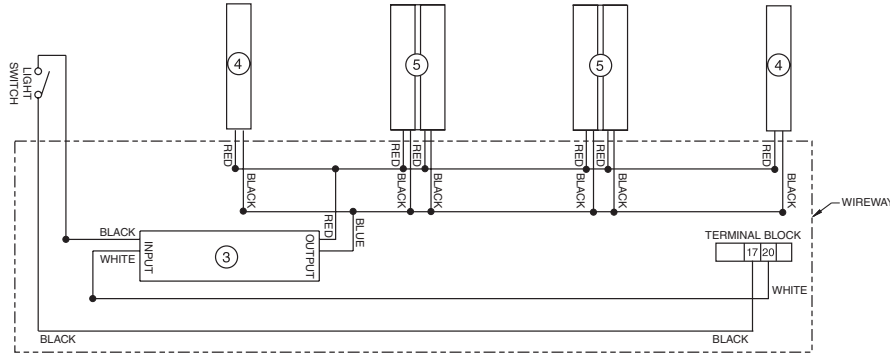 4
5
5
4
LIGHT
SWITCH
RED
RED
RED
RED
RED
RED
BLACK
BLACK
BLACK
BLACK
BLACK
BLACK
WIREWAY
RED
BLUE
BLACK
WHITE
INPUT
3
OUTPUT
TERMINAL BLOCK
17 20
WHITE
BLACK
BLACK